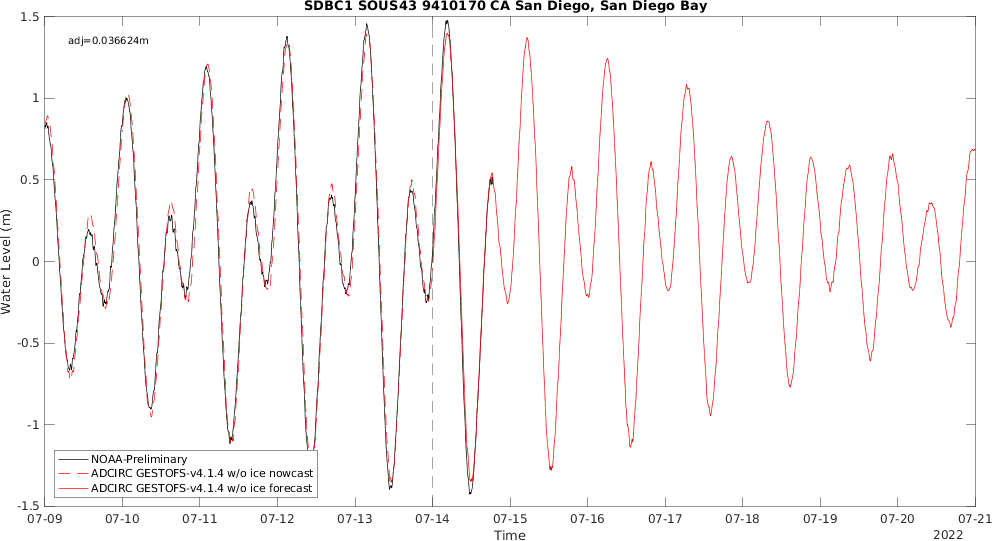 SDBC1 SOUS43 9410170 CA San Diego, San Diego Bay
adj=0.036624m
1.5
1
0.5
0
-0.5
-1
-1.5
Water Level (m)
NOAA-Preliminary
ADCIRC GESTOFS-v4.1.4 w/o ice nowcast
ADCIRC GESTOFS-v4.1.4 w/o ice forecast
07-09 07-10 07-11 07-12 07-13 07-14 07-15 07-16 07-17 07-18 07-19 07-20 07-21
Time
2022